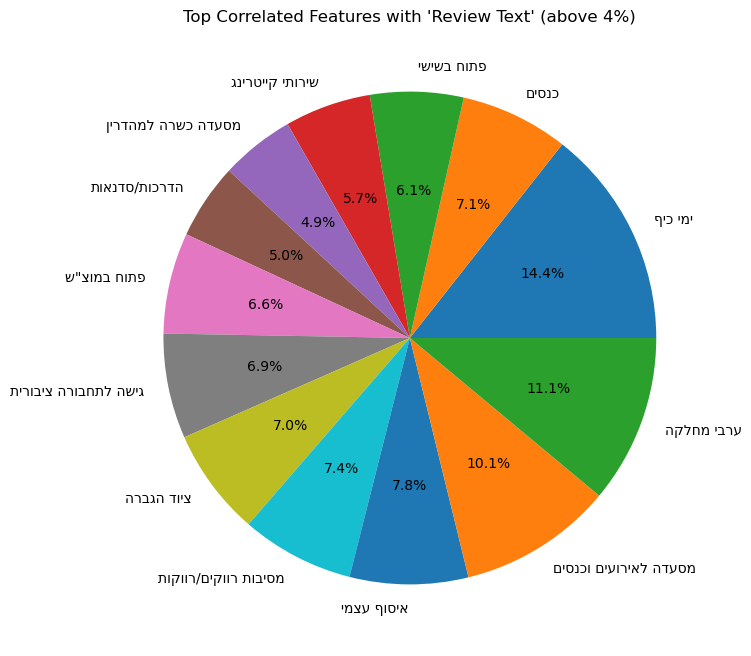 Top Correlated Features with 'Review Text' (above 4%)
פתוח בשישי
כנסים
שירותי קייטרינג
מסעדה כשרה למהדרין
הדרכות/סדנאות
ימי כיף
פתוח במוצ"ש
גישה לתחבורה ציבורית
ערבי מחלקה
ציוד הגברה
מסעדה לאירועים וכנסים
מסיבות רווקים/רווקות
איסוף עצמי
6.1%
5.7%
7.1%
4.9%
5.0%
14.4%
6.6%
6.9%
11.1%
7.0%
10.1%
7.4%
7.8%